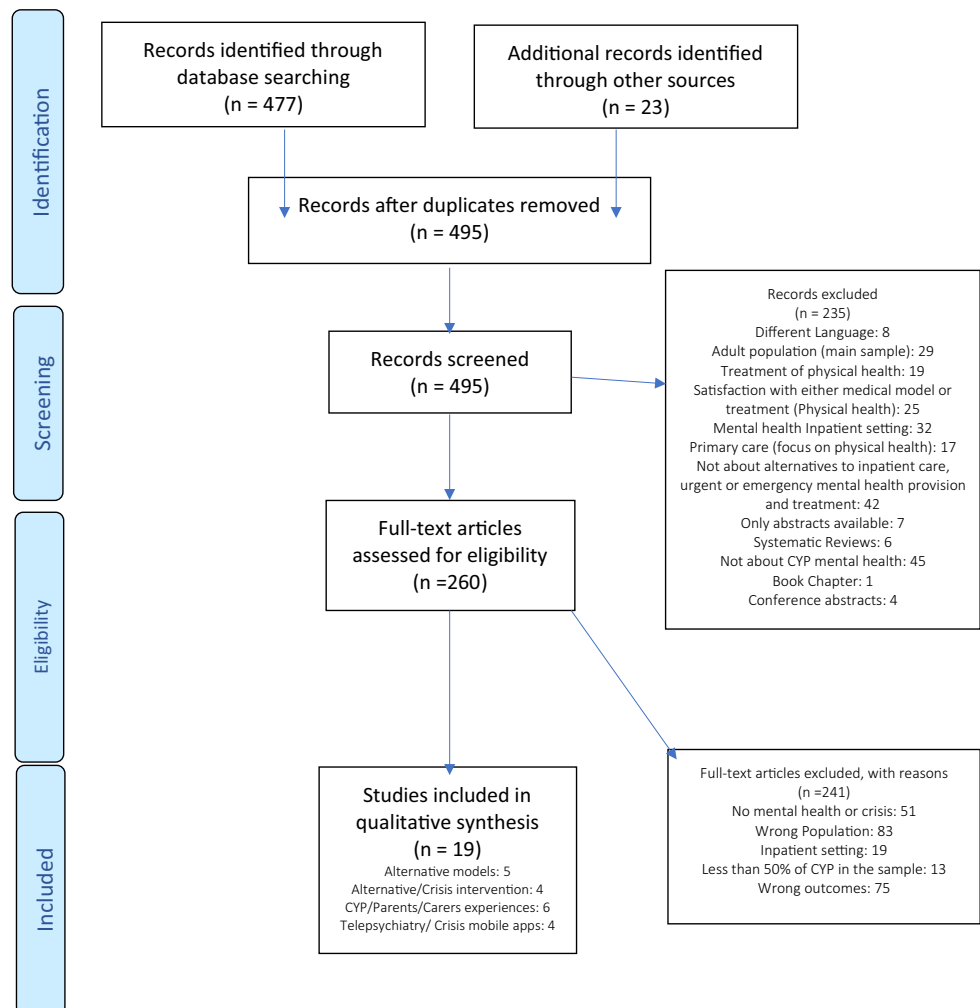 Identification
Records identified through
database searching
(n = 477)
Additional records identified
through other sources
(n = 23)
Records after duplicates removed
(n = 495)
Screening
Records screened
(n = 495)
Records excluded
(n = 235)
Different Language: 8
Adult population (main sample): 29
Treatment of physical health: 19
Satisfaction with either medical model or
treatment (Physical health): 25
Mental health Inpatient setting: 32
Primary care (focus on physical health): 17
Not about alternatives to inpatient care,
urgent or emergency mental health provision
and treatment: 42
Only abstracts available: 7
Systematic Reviews: 6
Not about CYP mental health: 45
Book Chapter: 1
Conference abstracts: 4
Eligibility
Full-text articles
assessed for eligibility
(n =260)
Full-text articles excluded, with reasons
(n =241)
No mental health or crisis: 51
Wrong Population: 83
Inpatient setting: 19
Less than 50% of CYP in the sample: 13
Wrong outcomes: 75
Included
Studies included in
qualitative synthesis
(n = 19)
Alternative models: 5
Alternative/Crisis intervention: 4
CYP/Parents/Carers experiences: 6
Telepsychiatry/ Crisis mobile apps: 4